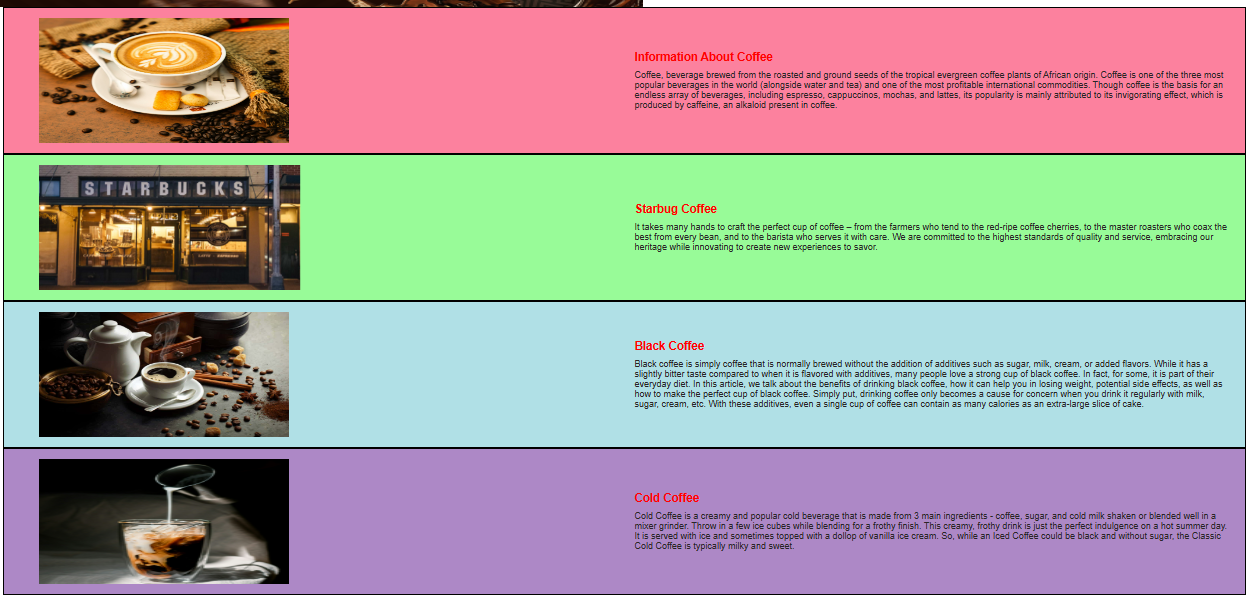 Information About Coffee
Coffee, beverage brewed from the roasted and ground seeds of the tropical evergreen coffee plants of African origin. Coffee is one of the three most
popular beverages in the world (alongside water and tea) and one of the most profitable international commodities. Though coffee is the basis for an
endless array of beverages, including espresso, cappuccinos, mochas, and lattes, its popularity is mainly attributed to its invigorating effect, which is
produced by caffeine, an alkaloid present in coffee.
STARBUCKS
Starbug Coffee
It takes many hands to craft the perfect cup of coffee – from the farmers who tend to the red-ripe coffee cherries, to the master roasters who coax the
best from every bean, and to the barista who serves it with care. We are committed to the highest standards of quality and service, embracing our
heritage while innovating to create new experiences to savor.
Black Coffee
Black coffee is simply coffee that is normally brewed without the addition of additives such as sugar, milk, cream, or added flavors. While it has a
slightly bitter taste compared to when it is flavored with additives, many people love a strong cup of black coffee. In fact, for some, it is part of their
everyday diet. In this article, we talk about the benefits of drinking black coffee, how it can help you in losing weight, potential side effects, as well as
how to make the perfect cup of black coffee. Simply put, drinking coffee only becomes a cause for concern when you drink it regularly with milk,
sugar, cream, etc. With these additives, even a single cup of coffee can contain as many calories as an extra-large slice of cake.
Cold Coffee
Cold Coffee is a creamy and popular cold beverage that is made from 3 main ingredients - coffee, sugar, and cold milk shaken or blended well in a
mixer grinder. Throw in a few ice cubes while blending for a frothy finish. This creamy, frothy drink is just the perfect indulgence on a hot summer day.
It is served with ice and sometimes topped with a dollop of vanilla ice cream. So, while an Iced Coffee could be black and without sugar, the Classic
Cold Coffee is typically milky and sweet.